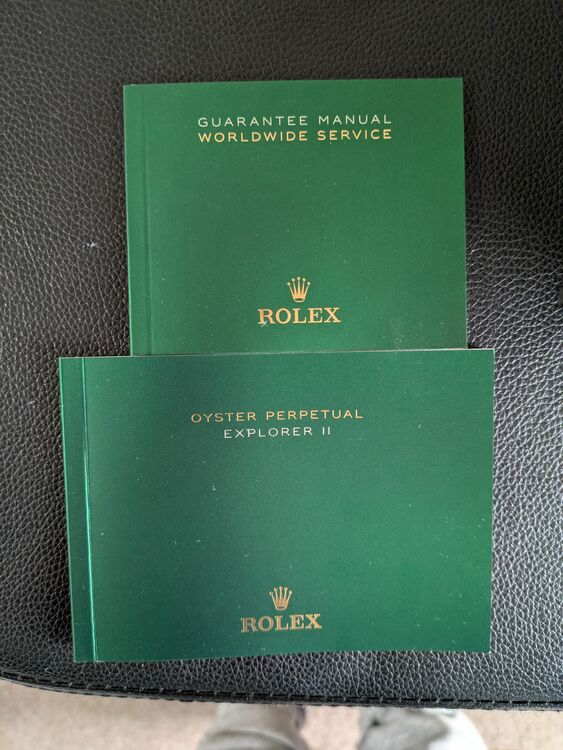 GUARANTEE MANUAL
WORLDWIDE SERVICE
ROLEX
OYSTER PERPETUAL
EXPLORER II
ROLEX